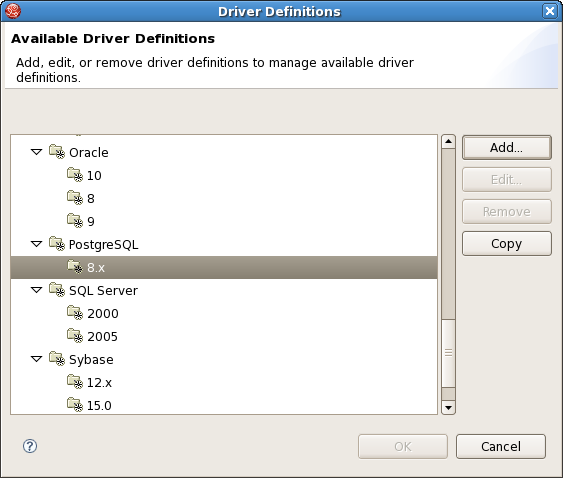 Driver Definitions
Available Driver Definitions
Add, edit, or remove driver definitions to manage available driver
definitions.
Oracle
10
8
9
PostgreSQL
8.x
SQL Server
2000
2005
Sybase
12.x
15.0
Add...
Edit...
Remove
Copy
?
OK
Cancel